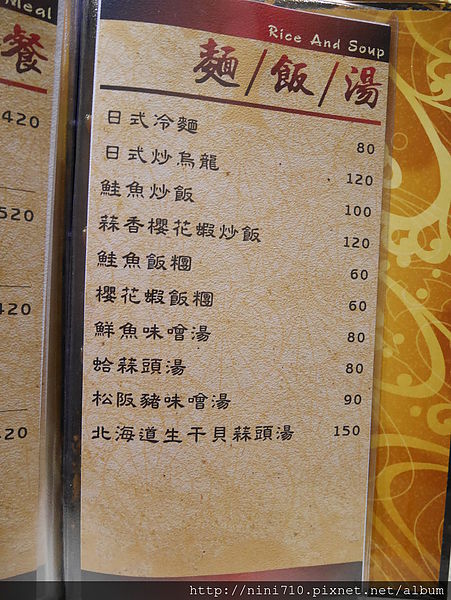 Meal
餐
420
520
420
420
Rice And Soup
麵/飯/湯
日式冷麵 80
日式炒烏龍 120
鮭魚炒飯 100
蒜香櫻花蝦炒飯 120
鮭魚飯糰 60
櫻花蝦飯糰 60
鮮魚味噌湯 80
蛤蒜頭湯 80
松阪豬味噌湯 90
北海道生干貝蒜頭湯 150
http://nini710.pixnet.net/album